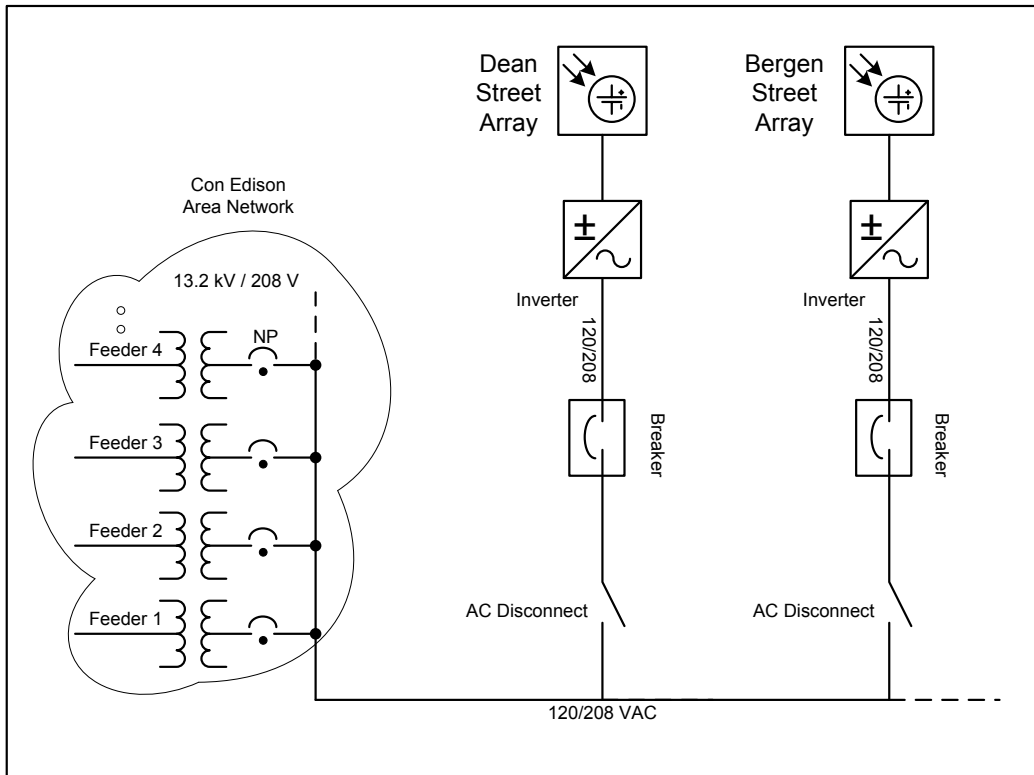 Dean
Street
Array
Bergen
Street
Array
Con Edison
Area Network
13.2 kV / 208 V
Inverter
Inverter
120/208
120/208
NP
Feeder 4
Breaker
Breaker
Feeder 3
Feeder 2
Feeder 1
AC Disconnect
AC Disconnect
120/208 VAC